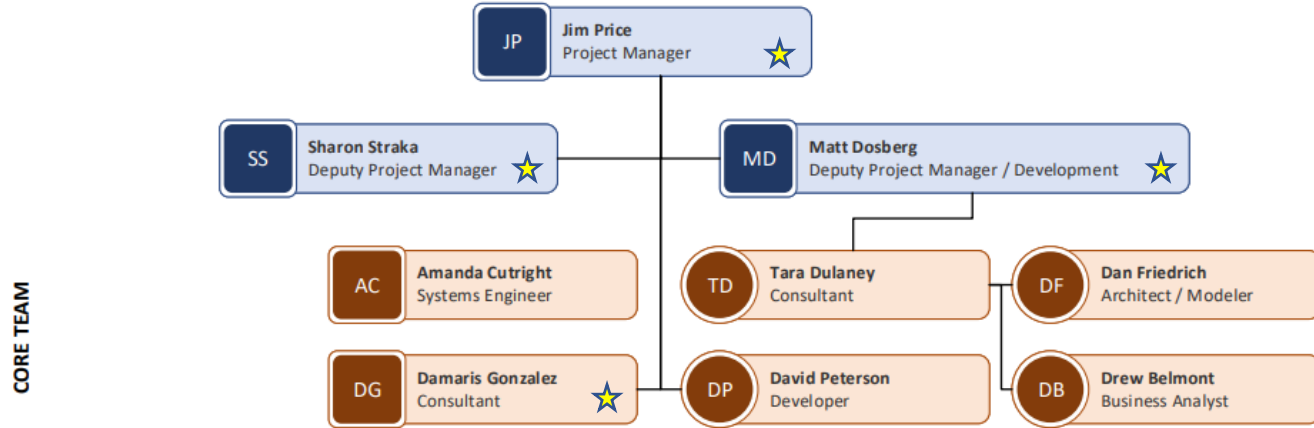 JP
Jim Price
Project Manager
SS
Sharon Straka
Deputy Project Manager
MD
Matt Dosberg
Deputy Project Manager / Development
CORE TEAM
AC
Amanda Cutright
Systems Engineer
TD
Tara Dulaney
Consultant
DF
Dan Friedrich
Architect / Modeler
DG
Damaris Gonzalez
Consultant
DP
David Peterson
Developer
DB
Drew Belmont
Business Analyst